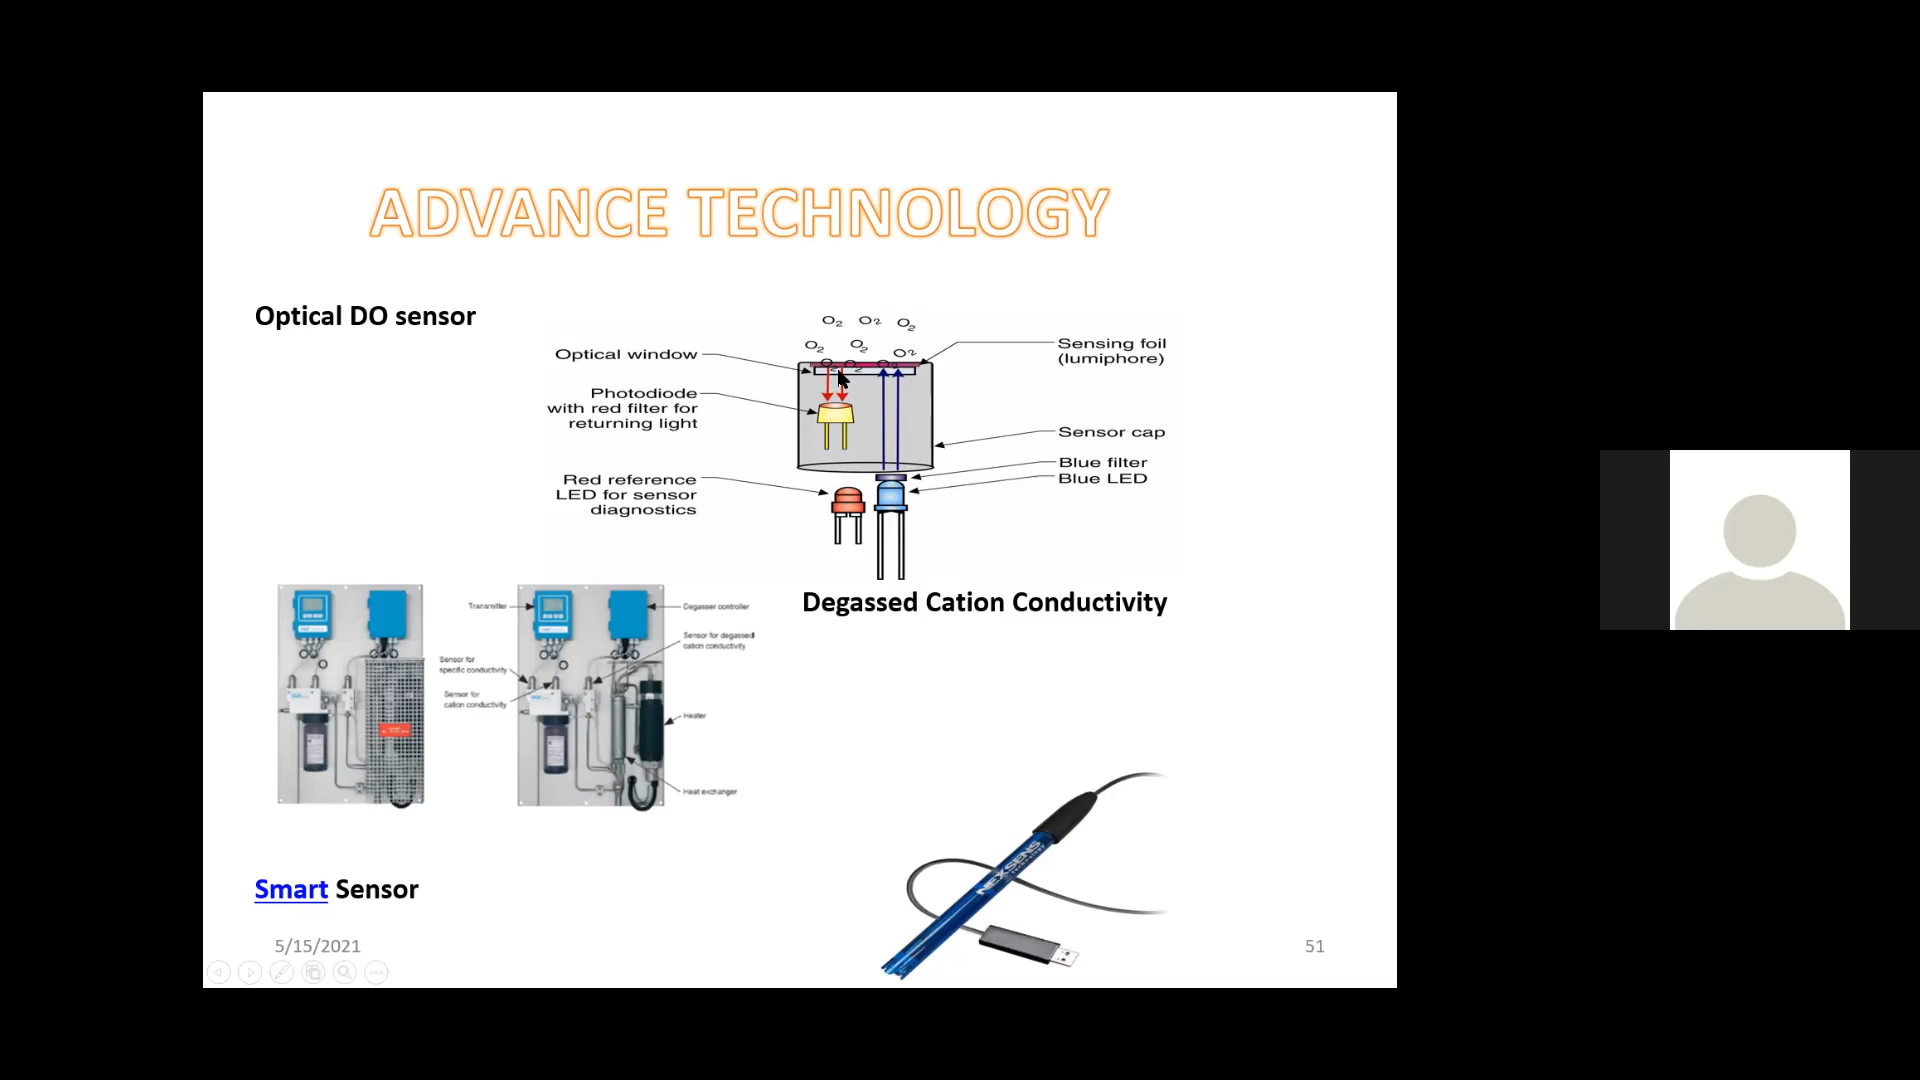 ADVANCE TECHNOLOGY
Optical DO sensor
O2 O2 O2
O2 O2 O2
Optical window
Photodiode
with red filter for
returning light
Red reference
LED for sensor
diagnostics
Sensing foil
(lumiphore)
Sensor cap
Blue filter
Blue LED
Degassed Cation Conductivity
Transmitter
Degasser controller
Sensor for degassed
cation conductivity
Sensor for
specific conductivity
Sensor for
cation conductivity
Heater
Heat exchanger
NEXSENS
Smart Sensor
5/15/2021
51